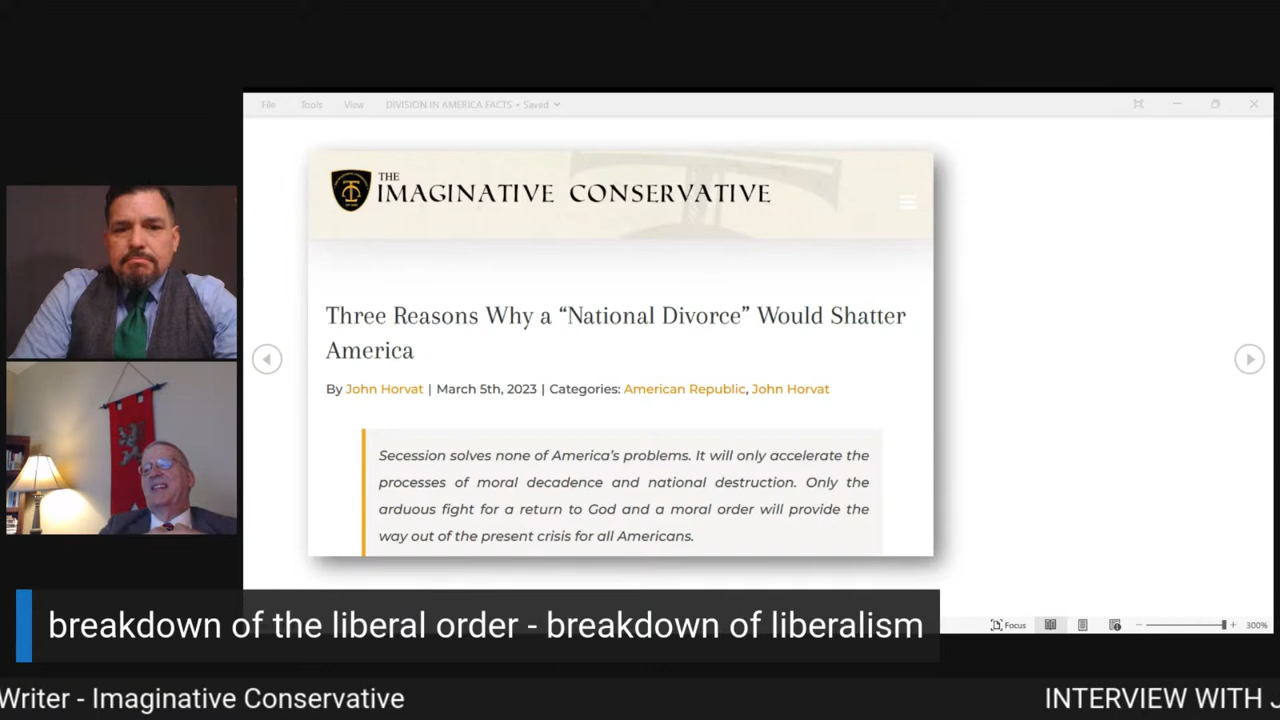 File Tools View DIVISION IN AMERICA FACTS • Saved
THE
IMAGINATIVE CONSERVATIVE
Three Reasons Why a “National Divorce” Would Shatter
America
By John Horvat | March 5th, 2023 | Categories: American Republic, John Horvat
Secession solves none of America’s problems. It will only accelerate the
processes of moral decadence and national destruction. Only the
arduous fight for a return to God and a moral order will provide the
way out of the present crisis for all Americans.
breakdown of the liberal order - breakdown of liberalism
Focus 300%
Writer - Imaginative Conservative INTERVIEW WITH J